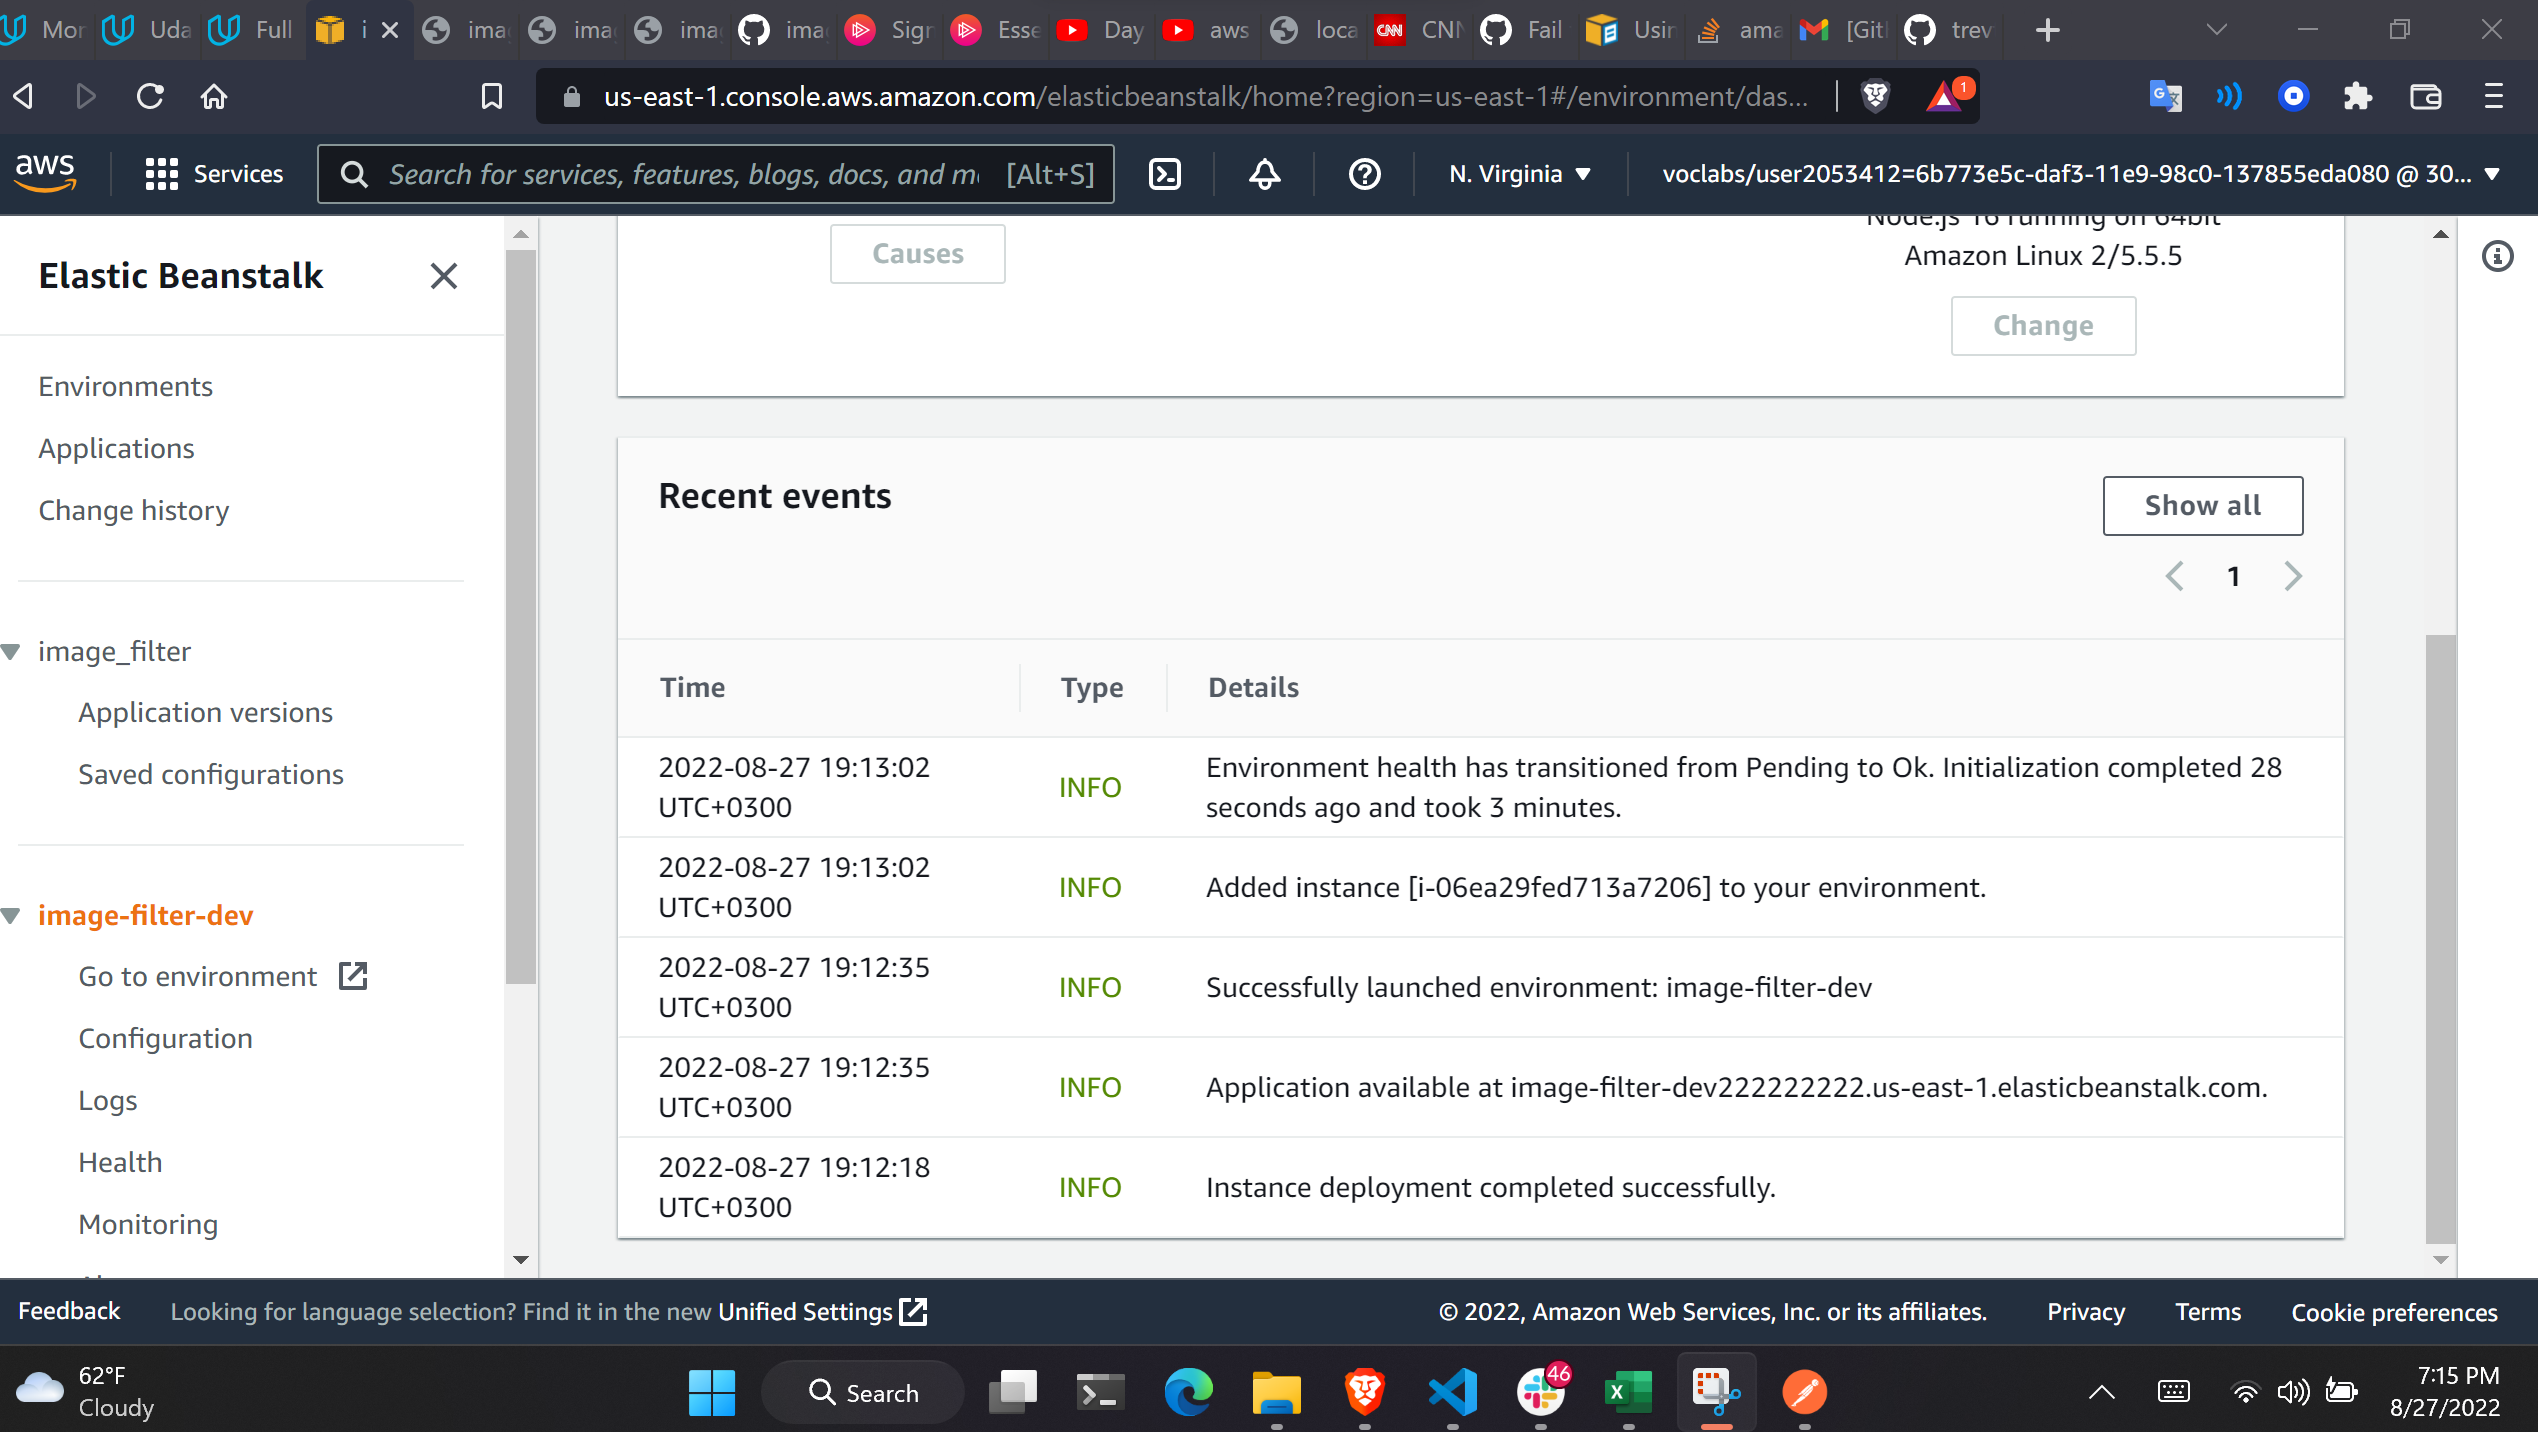 Mor
Uda
Full
i
ima
ima
ima
ima
Sign
Esse
Day
aws
loca
CNN
CNN
Fail
Usin
ama
[Git
trev
us-east-1.console.aws.amazon.com/elasticbeanstalk/home?region=us-east-1#/environment/das...
1
aws
Services
Search for services, features, blogs, docs, and m
[Alt+S]
N. Virginia
voclabs/user2053412=6b773e5c-daf3-11e9-98c0-137855eda080 @ 30...
Elastic Beanstalk
Environments
Applications
Change history
image_filter
Application versions
Saved configurations
image-filter-dev
Go to environment
Configuration
Logs
Health
Monitoring
Causes
Node.js 16 running on 64bit
Amazon Linux 2/5.5.5
Change
Recent events
Show all
1
Time Type Details
2022-08-27 19:13:02
UTC+0300
INFO
Environment health has transitioned from Pending to Ok. Initialization completed 28
seconds ago and took 3 minutes.
2022-08-27 19:13:02
UTC+0300
INFO
Added instance [i-06ea29fed713a7206] to your environment.
2022-08-27 19:12:35
UTC+0300
INFO
Successfully launched environment: image-filter-dev
2022-08-27 19:12:35
UTC+0300
INFO
Application available at image-filter-dev222222222.us-east-1.elasticbeanstalk.com.
2022-08-27 19:12:18
UTC+0300
INFO
Instance deployment completed successfully.
Feedback
Looking for language selection? Find it in the new Unified Settings
© 2022, Amazon Web Services, Inc. or its affiliates.
Privacy
Terms
Cookie preferences
62°F
Cloudy
Search
46
7:15 PM
8/27/2022